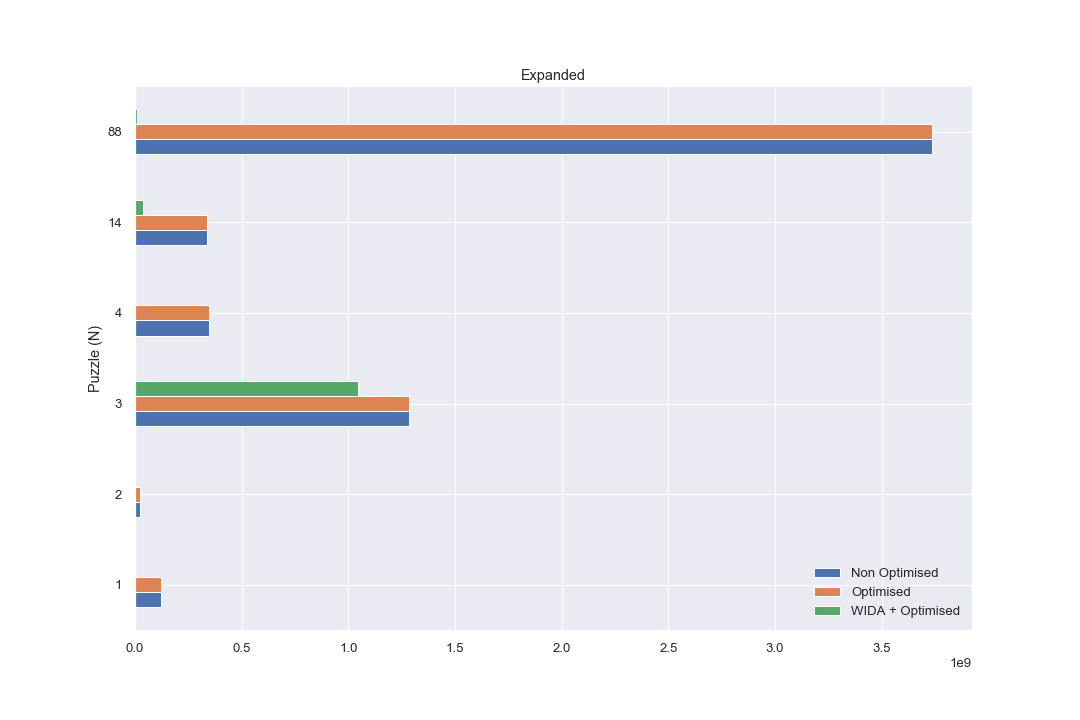 Expanded
88
14
4
3
2
1
Puzzle (N)
Non Optimised
Optimised
WIDA + Optimised
0.0 0.5 1.0 1.5 2.0 2.5 3.0 3.5
1e9